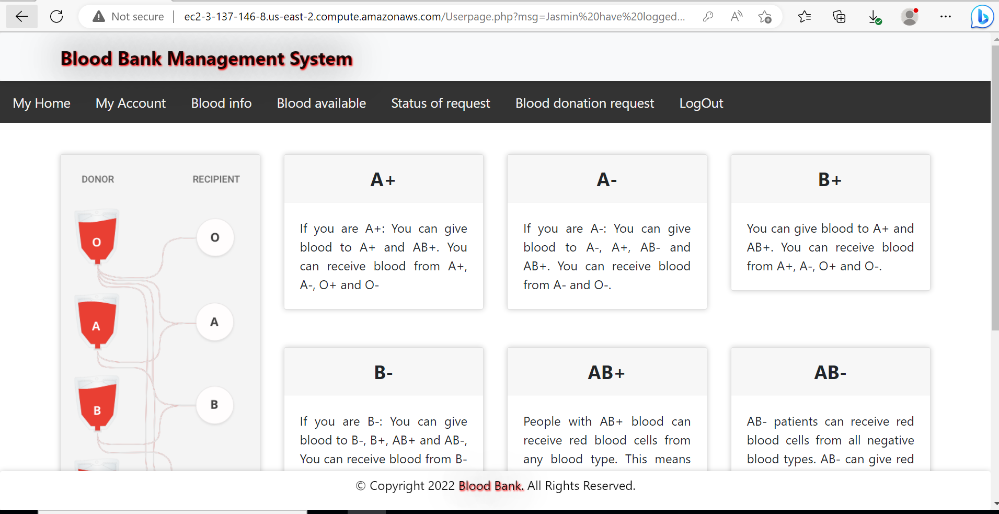 Not secure
ec2-3-137-146-8.us-east-2.compute.amazonaws.com/Userpage.php?msg=Jasmin%20have%20logged...
Blood Bank Management System
My Home
My Account
Blood info
Blood available
Status of request
Blood donation request
LogOut
DONOR
RECIPIENT
O
O
A
A
B
B
A+
If you are A+: You can give
blood to A+ and AB+. You
can receive blood from A+,
A-, O+ and O-
A-
If you are A-: You can give
blood to A-, A+, AB- and
AB+. You can receive blood
from A- and O-.
B+
You can give blood to A+ and
AB+. You can receive blood
from A+, A-, O+ and O-.
B-
If you are B-: You can give
blood to B-, B+, AB+ and AB-,
You can receive blood from B-
AB+
People with AB+ blood can
receive red blood cells from
any blood type. This means
AB-
AB- patients can receive red
blood cells from all negative
blood types. AB- can give red
© Copyright 2022 Blood Bank. All Rights Reserved.